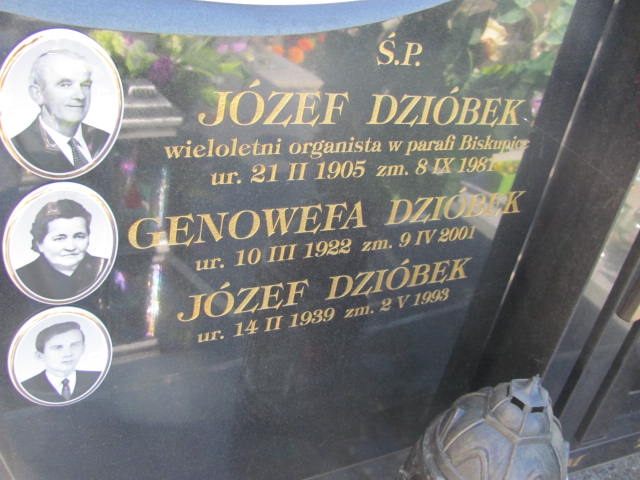 Ś.P.
JÓZEF DZIÓBEK
wieloletni organista w parafi Biskupice
ur. 21 II 1905 zm. 8 IX 1981
GENOWEFA DZIÓBEK
ur. 10 III 1922 zm. 9 IV 2001
JÓZEF DZIÓBEK
ur. 14 II 1939 zm. 2 V 1993